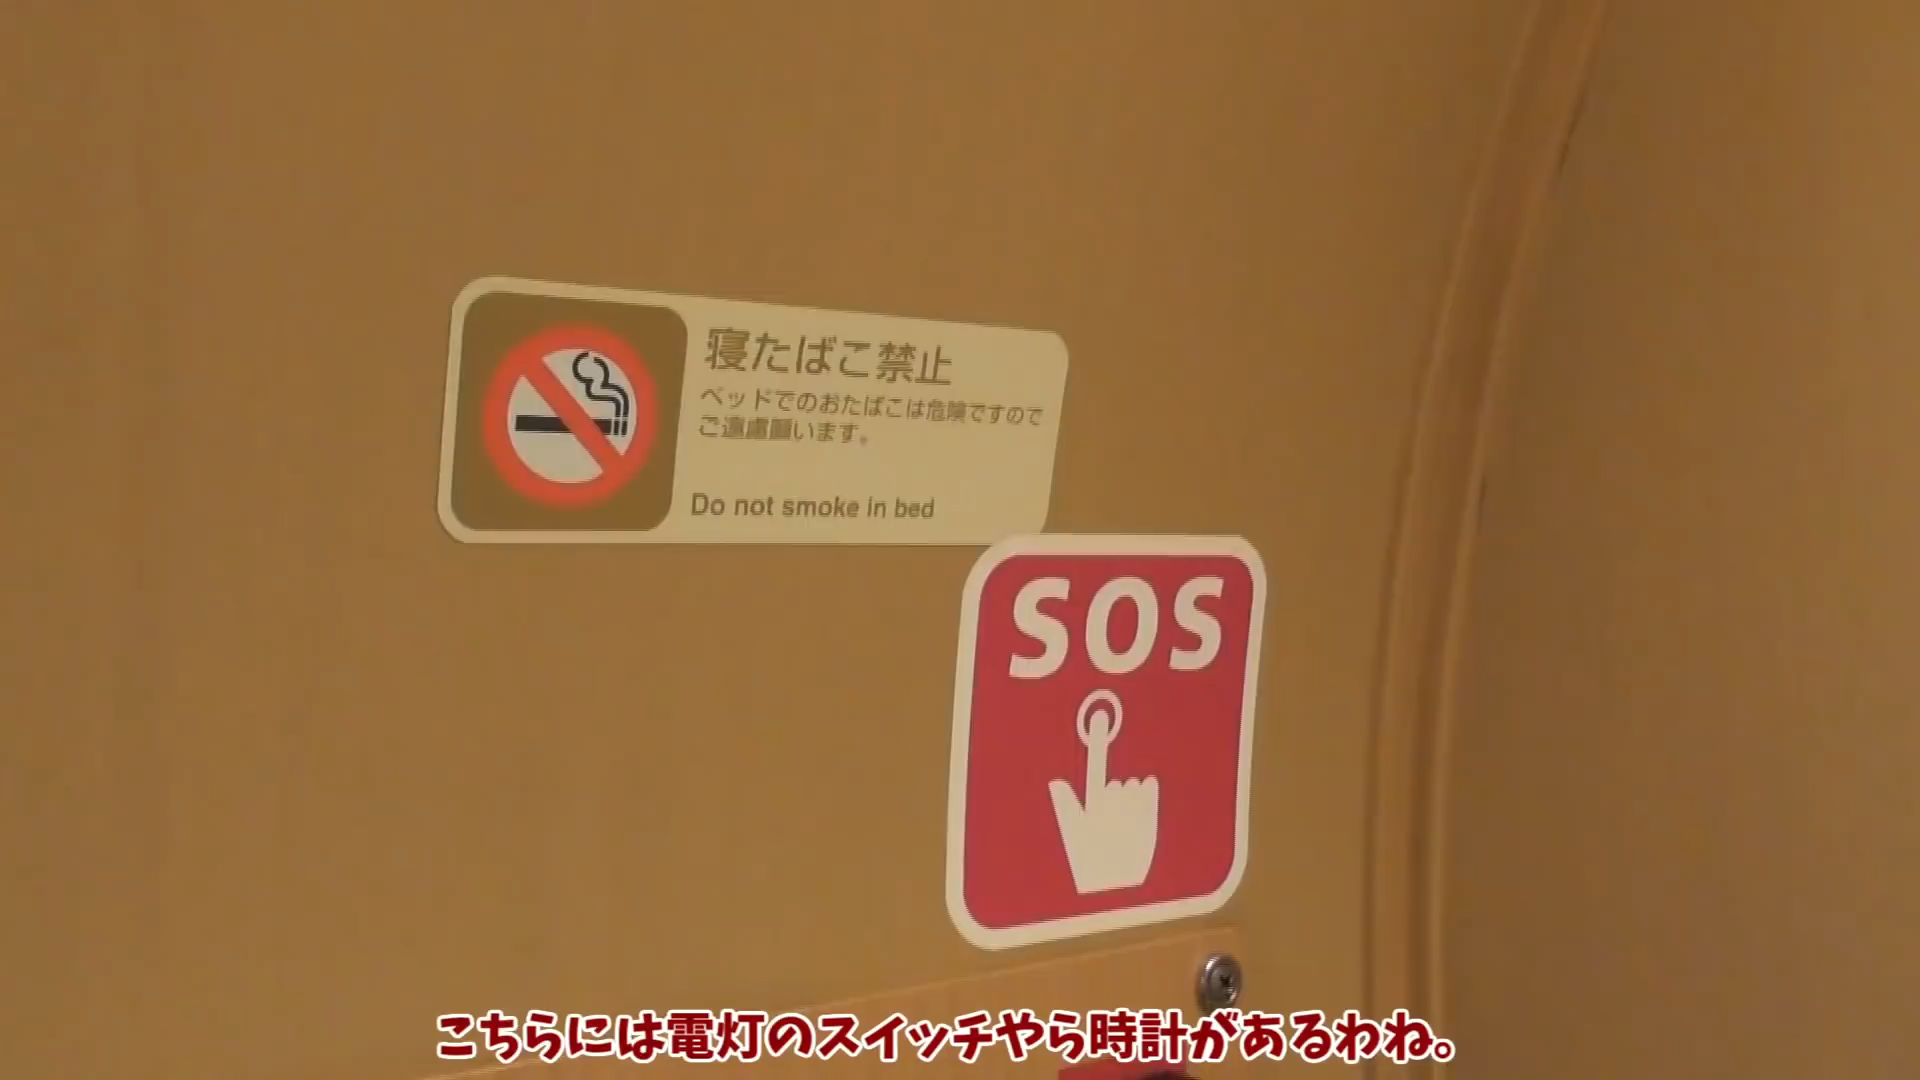 寝たばこ禁止
ベッドでのおたばこは危険ですので
ご遠慮願います。
Do not smoke in bed
SOS
こちらには電灯のスイッチやら時計があるわね。